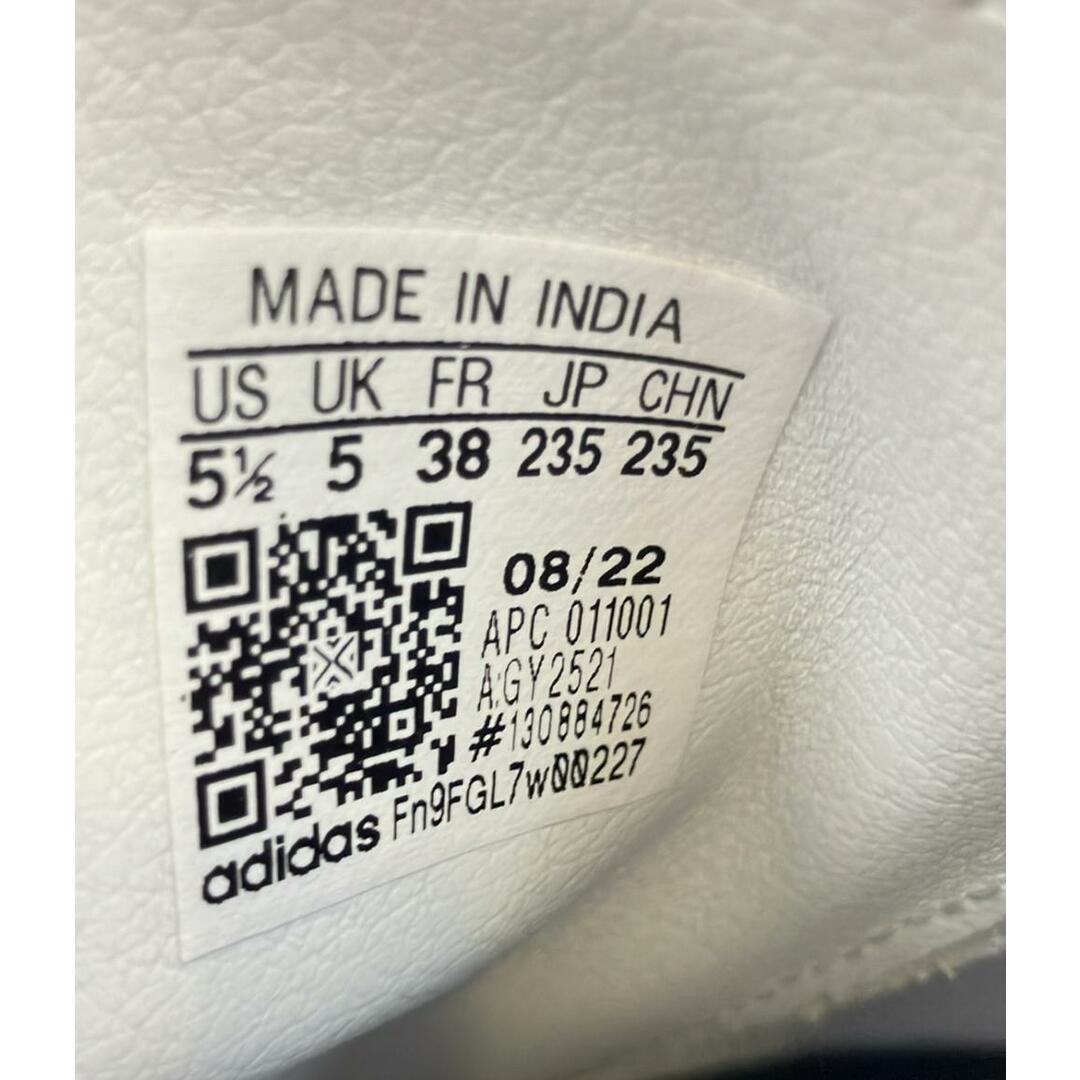 MADE IN INDIA
US UK FR JP CHN
5½ 5 38 235 235
08/22
APC 011001
A:GY2521
#130884726
adidas Fn9FGL7w00227